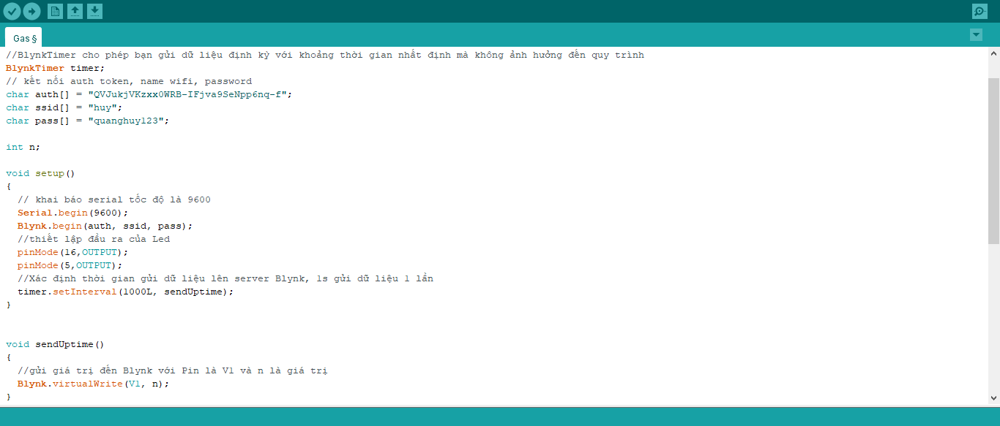 Gas §
//BlynkTimer cho phép bạn gửi dữ liệu định kỳ với khoảng thời gian nhất định mà không ảnh hưởng đến quy trình
BlynkTimer timer;
// kết nối auth token, name wifi, password
char auth[] = "QVJukjVKzxx0WRB-IFjva9SeNpp6nq-f";
char ssid[] = "huy";
char pass[] = "quanghuy123";
int n;
void setup()
{
// khai báo serial tốc độ là 9600
Serial.begin(9600);
Blynk.begin(auth, ssid, pass);
//thiết lập đầu ra của Led
pinMode(16,OUTPUT);
pinMode(5,OUTPUT);
//Xác định thời gian gửi dữ liệu lên server Blynk, 1s gửi dữ liệu 1 lần
timer.setInterval(1000L, sendUptime);
}
void sendUptime()
{
//gửi giá trị đến Blynk với Pin là V1 và n là giá trị
Blynk.virtualWrite(V1, n);
}